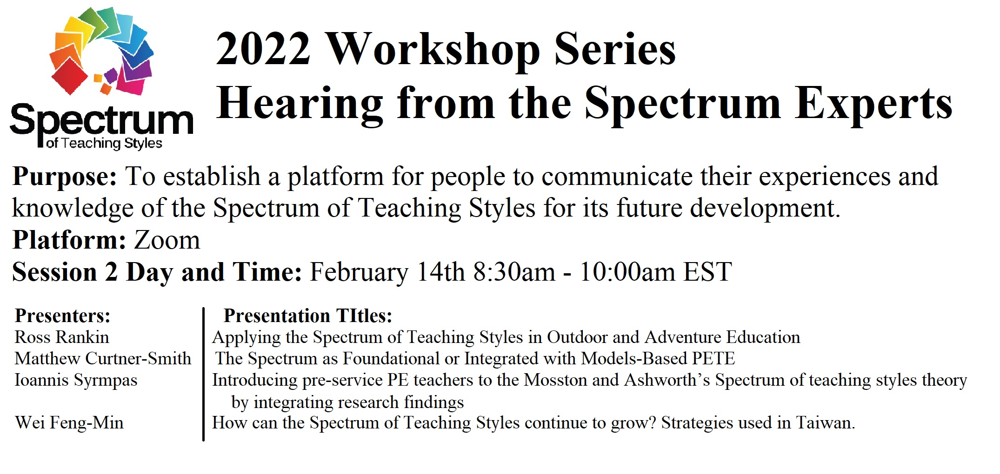 Spectrum
of Teaching Styles
2022 Workshop Series
Hearing from the Spectrum Experts
Purpose: To establish a platform for people to communicate their experiences and
knowledge of the Spectrum of Teaching Styles for its future development.
Platform: Zoom
Session 2 Day and Time: February 14th 8:30am - 10:00am EST
Presenters: Presentation TItles:
Ross Rankin Applying the Spectrum of Teaching Styles in Outdoor and Adventure Education
Matthew Curtner-Smith The Spectrum as Foundational or Integrated with Models-Based PETE
Ioannis Syrmpas Introducing pre-service PE teachers to the Mosston and Ashworth's Spectrum of teaching styles theory
by integrating research findings
Wei Feng-Min How can the Spectrum of Teaching Styles continue to grow? Strategies used in Taiwan.